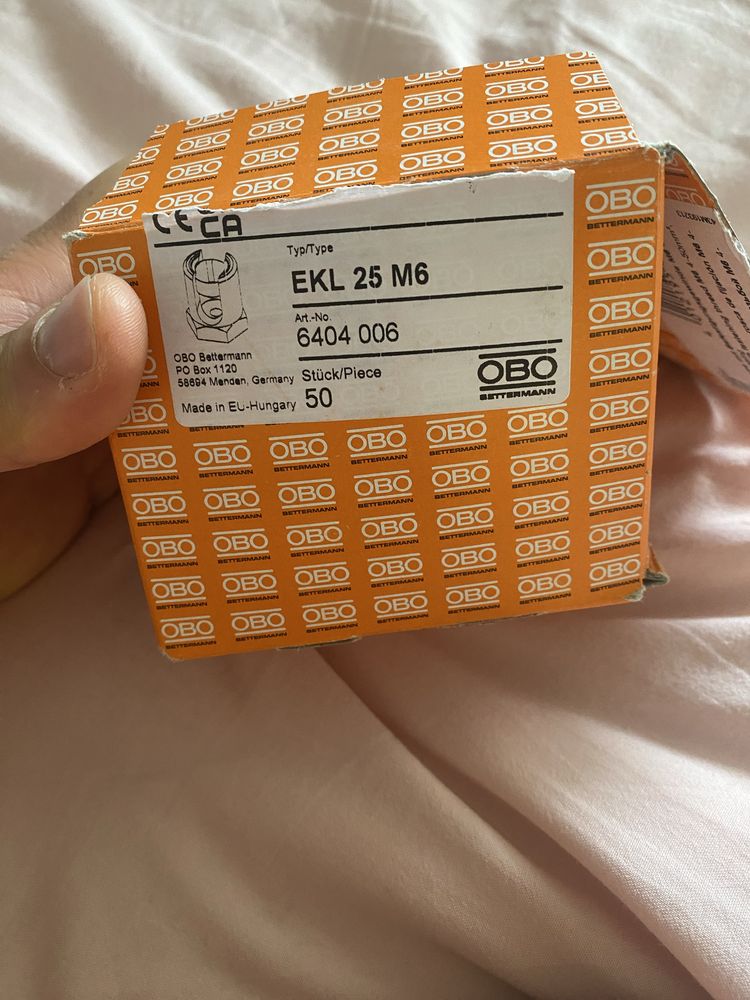 CE CA
Typ/Type
EKL 25 M6
Art.-No.
6404 006
OBO Bettermann
PO Box 1120
58694 Menden, Germany
Stück/Piece
Made in EU-Hungary
50
OBO
BETTERMANN